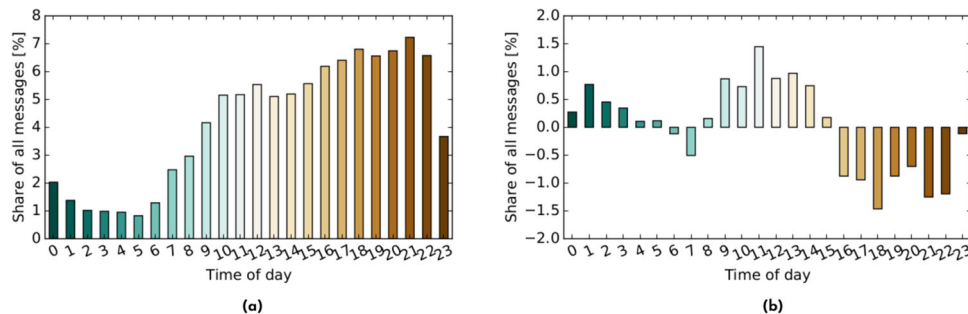 8
7
6
5
4
3
2
1
0
Share of all messages [%]
0 1 2 3 4 5 6 7 8 9 10 11 12 13 14 15 16 17 18 19 20 21 22 23
Time of day
(a)
2.0
1.5
1.0
0.5
0.0
−0.5
−1.0
−1.5
−2.0
Share of all messages [%]
0 1 2 3 4 5 6 7 8 9 10 11 12 13 14 15 16 17 18 19 20 21 22 23
Time of day
(b)